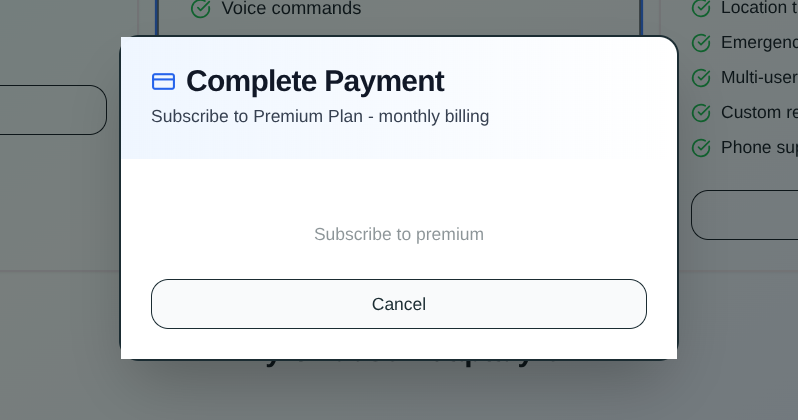 Voice commands
Location
Emergenc
Multi-user
Custom re
Phone sup
Complete Payment
Subscribe to Premium Plan - monthly billing
Subscribe to premium
Cancel